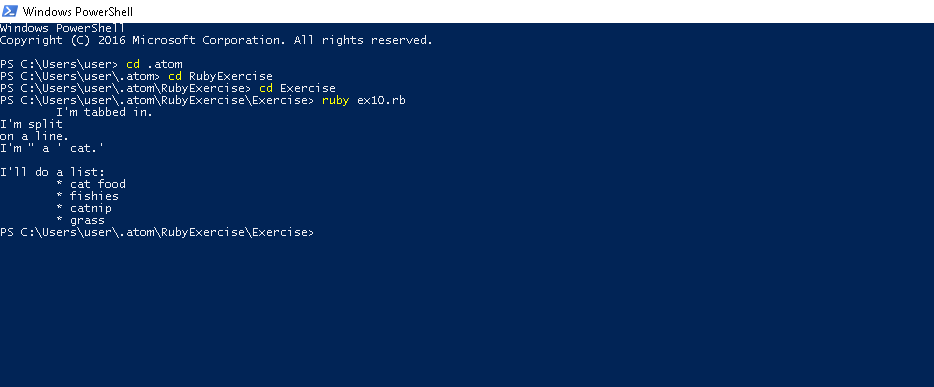 Windows PowerShell
Windows PowerShell
Copyright (C) 2016 Microsoft Corporation. All rights reserved.
PS C:\Users\user> cd .atom
PS C:\Users\user\.atom> cd RubyExercise
PS C:\Users\user\.atom\RubyExercise> cd Exercise
PS C:\Users\user\.atom\RubyExercise\Exercise> ruby ex10.rb
I'm tabbed in.
I'm split
on a line.
I'm " a ' cat.'
I'll do a list:
* cat food
* fishies
* catnip
* grass
PS C:\Users\user\.atom\RubyExercise\Exercise>